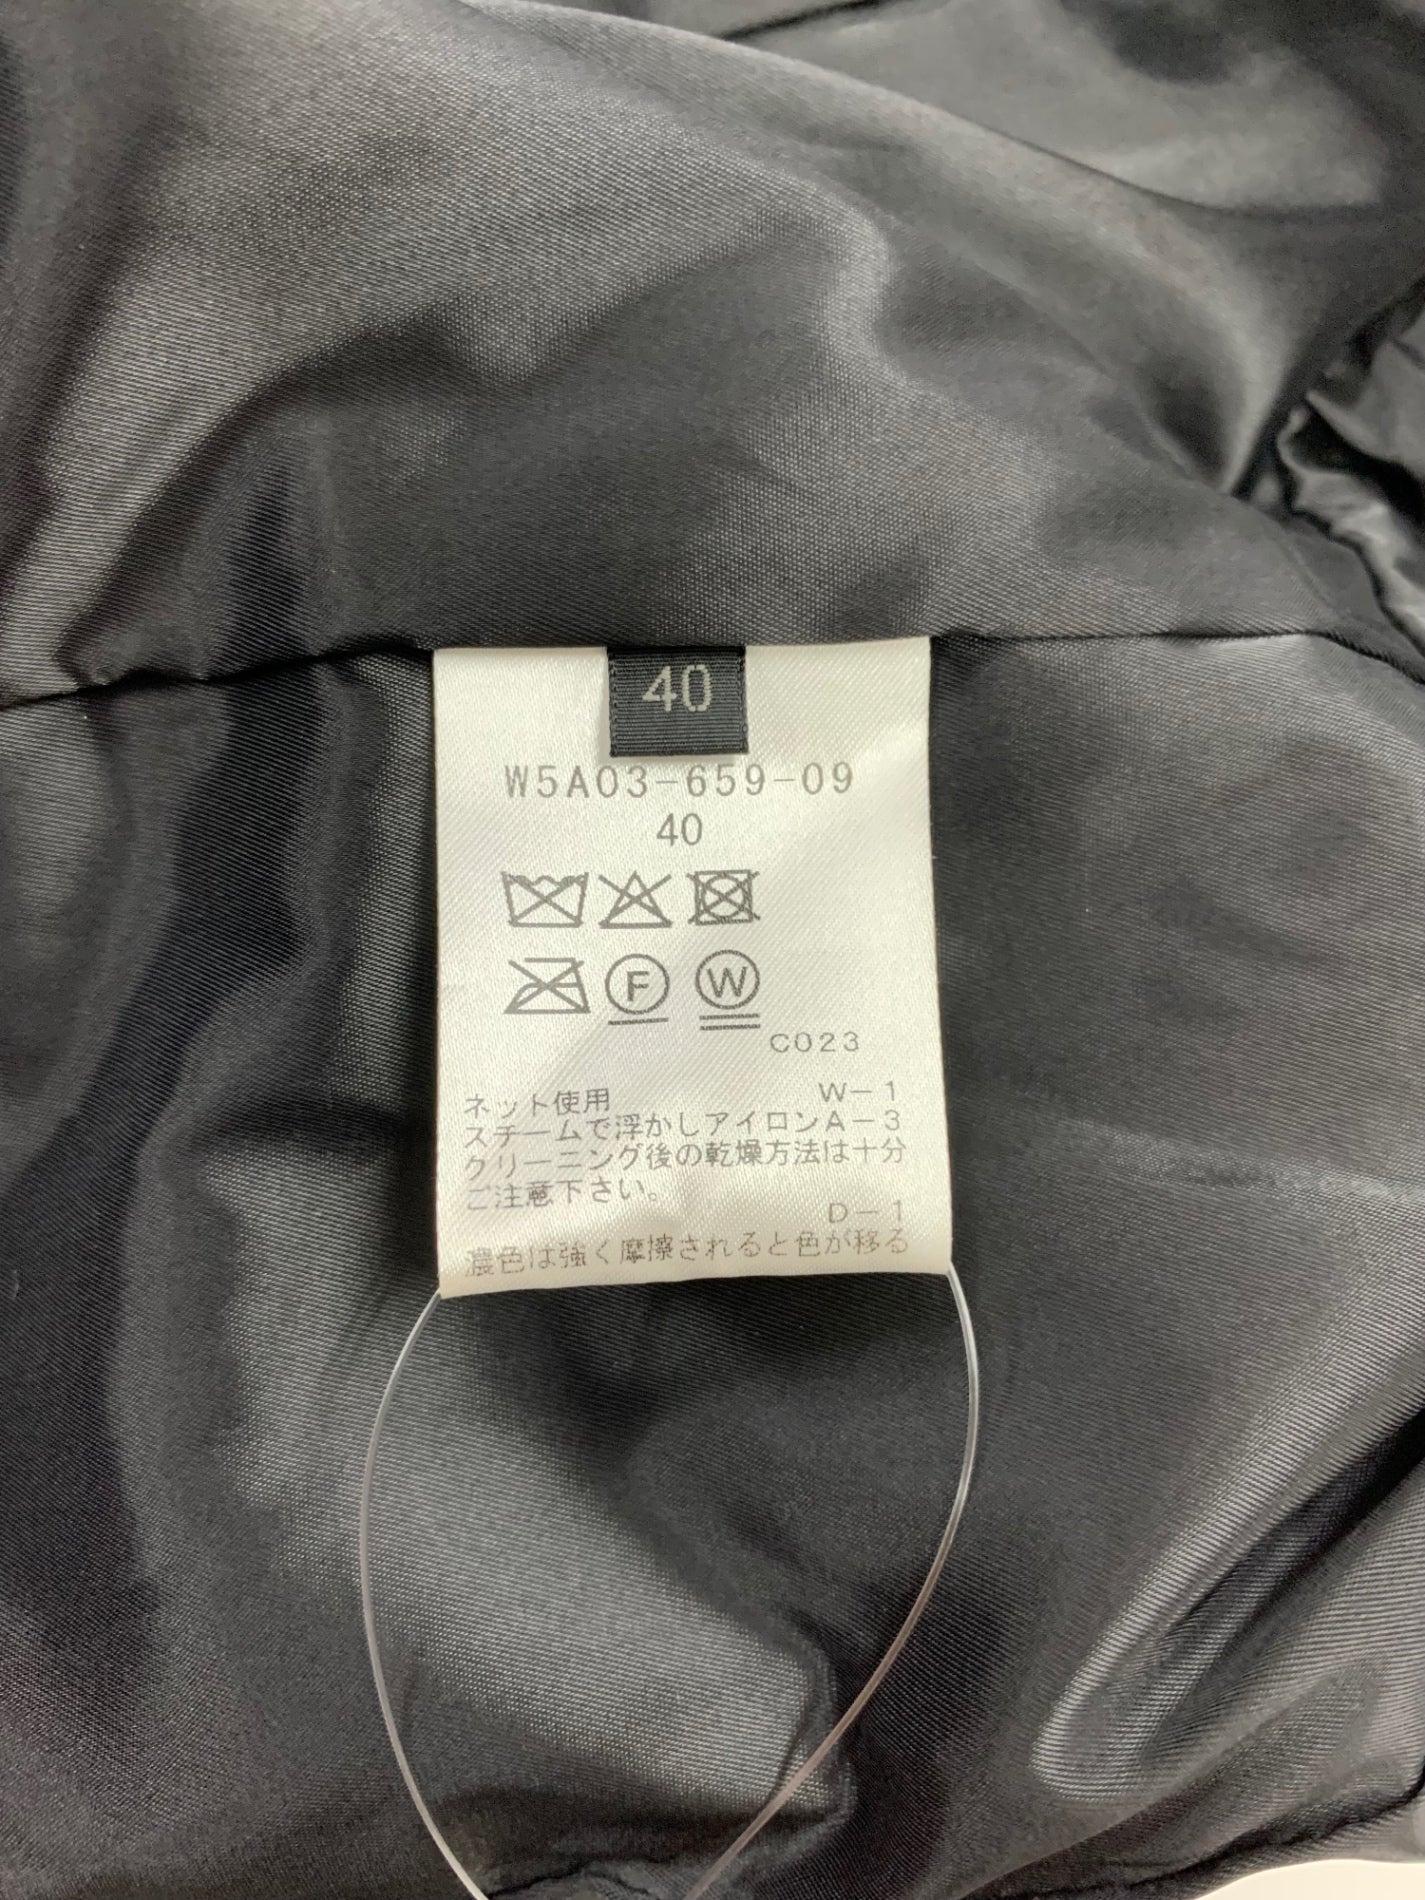 40
W5A03-659-09
40
F W
C023
ネット使用 W-1
スチームで浮かしアイロンA-3
クリーニング後の乾燥方法は十分
ご注意下さい。
D-1
濃色は強く摩擦されると色が移る